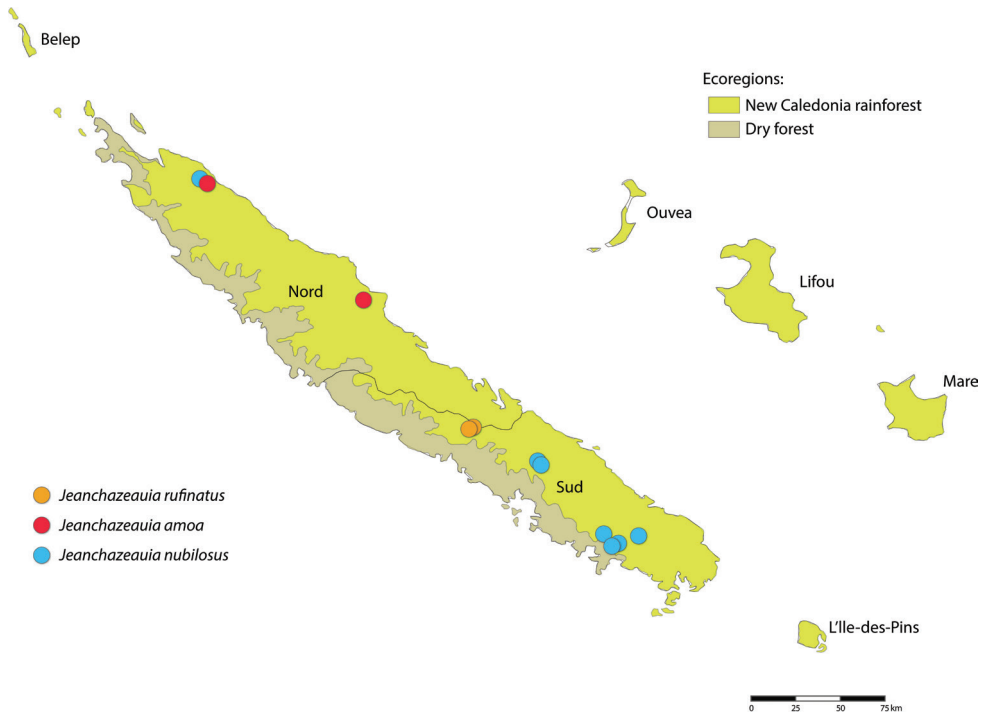 Belep
Ecoregions:
New Caledonia rainforest
Dry forest
Ouvea
Lifou
Nord
Mare
Sud
Jeanchazeauia rufinatus
Jeanchazeauia amoa
Jeanchazeauia nubilosus
L'Ile-des-Pins
0 25 50 75 km